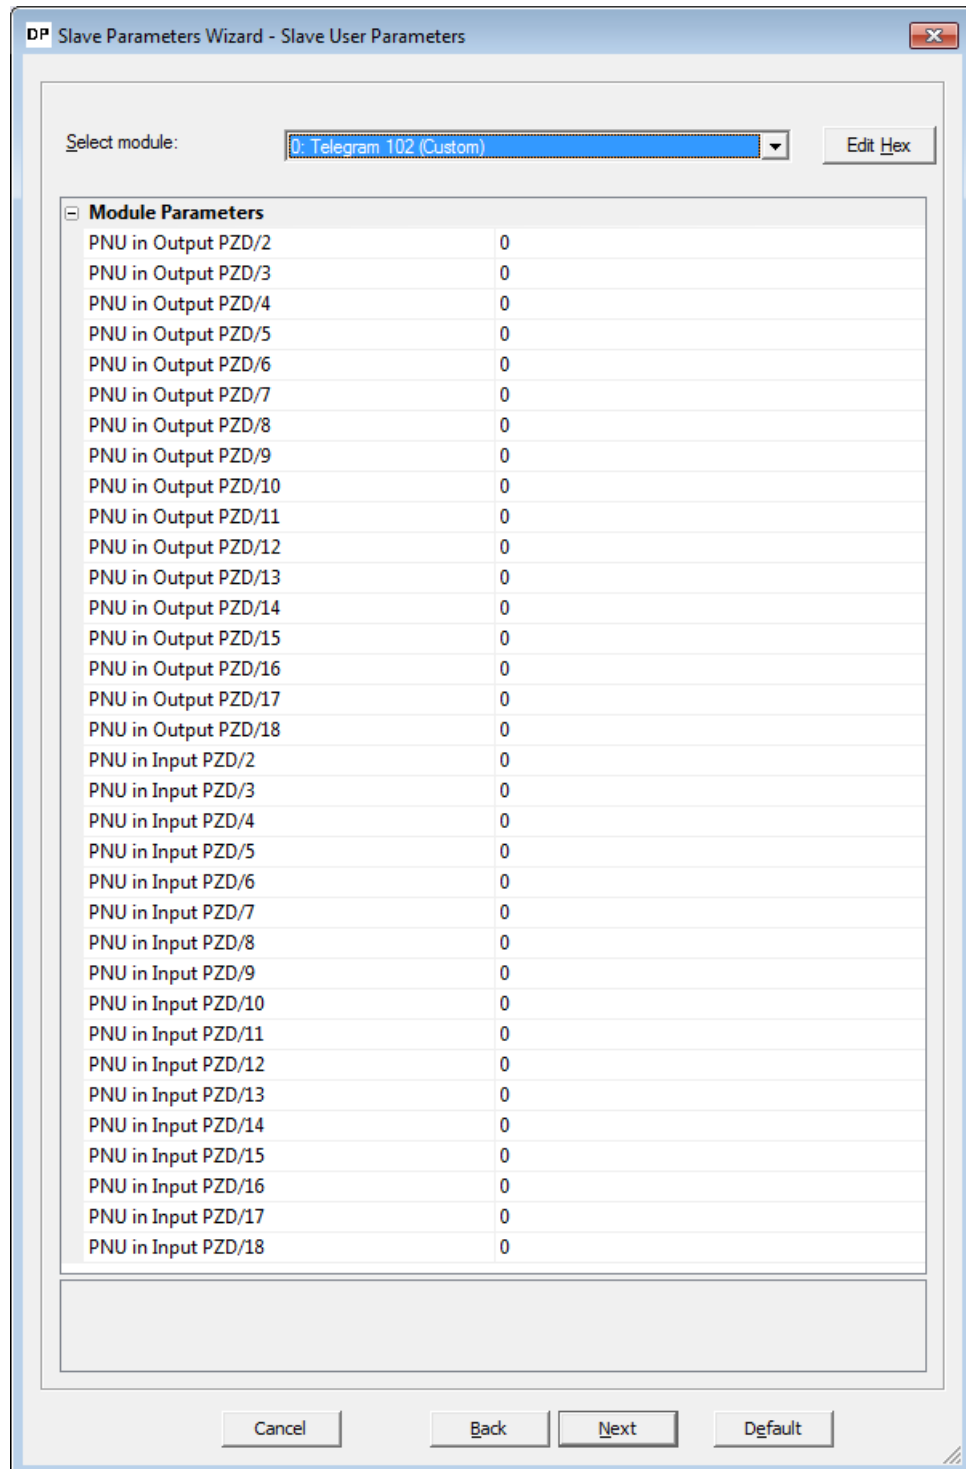 DP Slave Parameters Wizard - Slave User Parameters
Select module: 0: Telegram 102 (Custom) Edit Hex
Module Parameters
PNU in Output PZD/2 0
PNU in Output PZD/3 0
PNU in Output PZD/4 0
PNU in Output PZD/5 0
PNU in Output PZD/6 0
PNU in Output PZD/7 0
PNU in Output PZD/8 0
PNU in Output PZD/9 0
PNU in Output PZD/10 0
PNU in Output PZD/11 0
PNU in Output PZD/12 0
PNU in Output PZD/13 0
PNU in Output PZD/14 0
PNU in Output PZD/15 0
PNU in Output PZD/16 0
PNU in Output PZD/17 0
PNU in Output PZD/18 0
PNU in Input PZD/2 0
PNU in Input PZD/3 0
PNU in Input PZD/4 0
PNU in Input PZD/5 0
PNU in Input PZD/6 0
PNU in Input PZD/7 0
PNU in Input PZD/8 0
PNU in Input PZD/9 0
PNU in Input PZD/10 0
PNU in Input PZD/11 0
PNU in Input PZD/12 0
PNU in Input PZD/13 0
PNU in Input PZD/14 0
PNU in Input PZD/15 0
PNU in Input PZD/16 0
PNU in Input PZD/17 0
PNU in Input PZD/18 0
Cancel Back Next Default